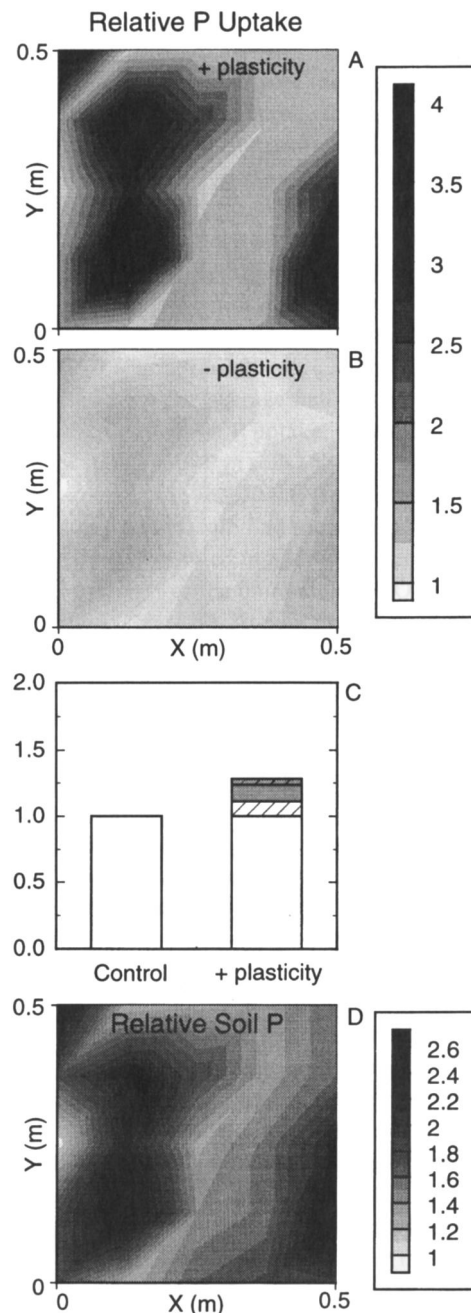 Relative P Uptake
0.5
+ plasticity
A
Y (m)
0
4
3.5
3
2.5
2
1.5
1
0.5
- plasticity
B
Y (m)
0
0
X (m)
0.5
2.0
C
1.5
1.0
0.5
0.0
Control
+ plasticity
0.5
Relative Soil P
D
Y (m)
0
0
X (m)
0.5
2.6
2.4
2.2
2
1.8
1.6
1.4
1.2
1